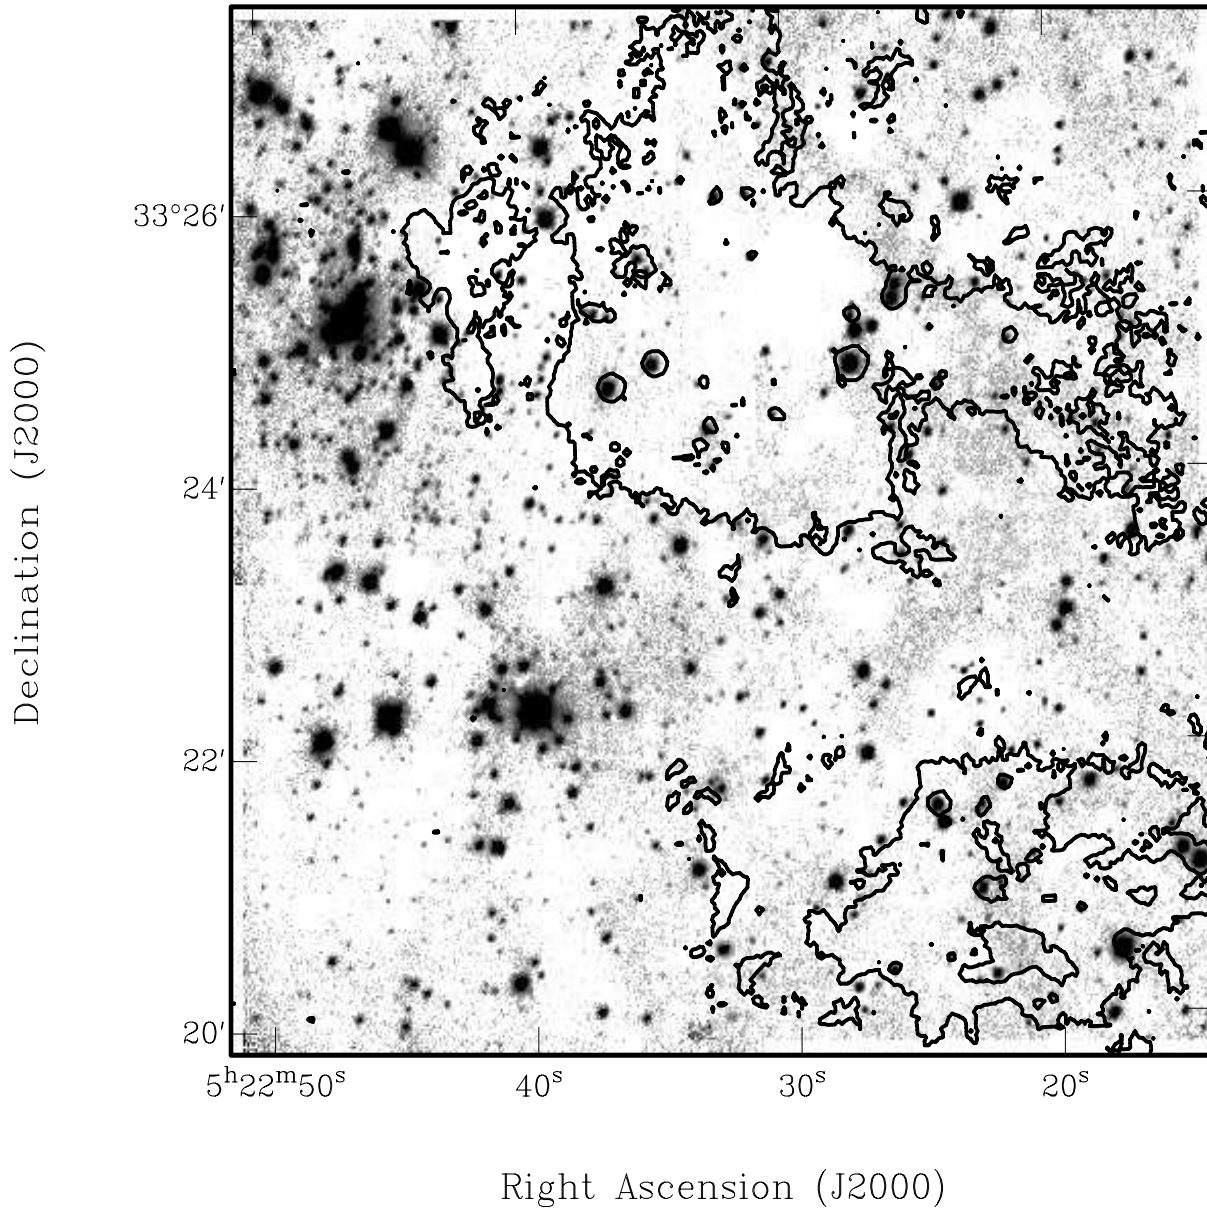 Declination (J2000)
33°26′
24′
22′
20′
5ʰ22ᵐ50ˢ 40ˢ 30ˢ 20ˢ
Right Ascension (J2000)